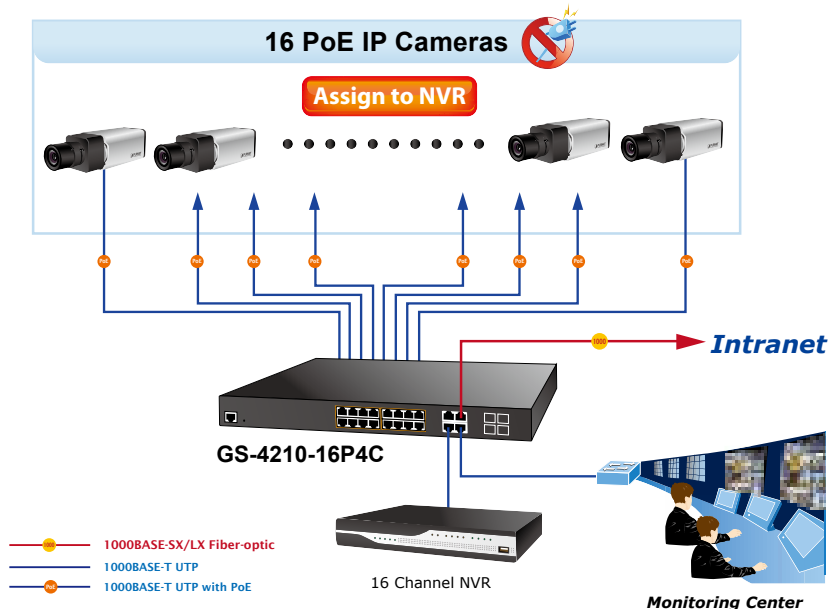 16 PoE IP Cameras
Assign to NVR
PoE
PoE
PoE
PoE
PoE
PoE
PoE
PoE
1000
Intranet
GS-4210-16P4C
1000
1000BASE-SX/LX Fiber-optic
1000BASE-T UTP
PoE
1000BASE-T UTP with PoE
16 Channel NVR
Monitoring Center